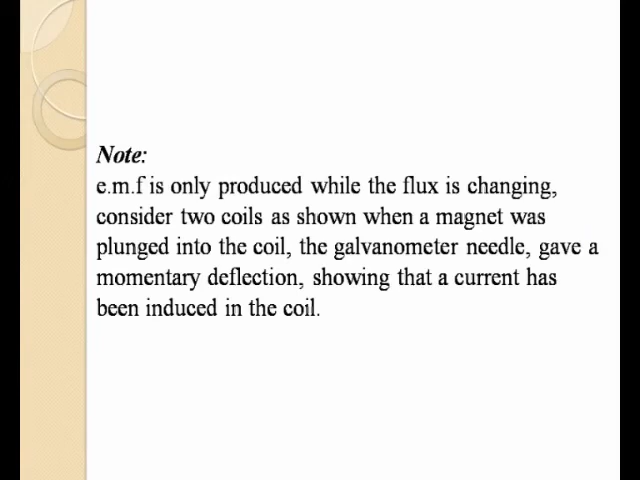 Note:
e.m.f is only produced while the flux is changing,
consider two coils as shown when a magnet was
plunged into the coil, the galvanometer needle, gave a
momentary deflection, showing that a current has
been induced in the coil.